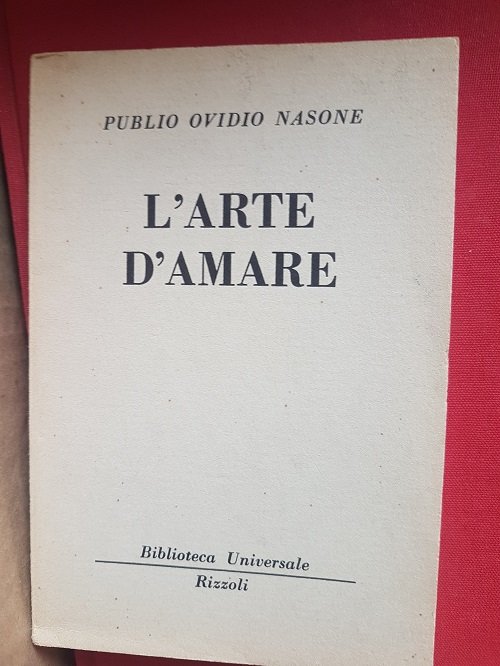 PUBLIO OVIDIO NASONE
L'ARTE
D'AMARE
Biblioteca Universale
Rizzoli